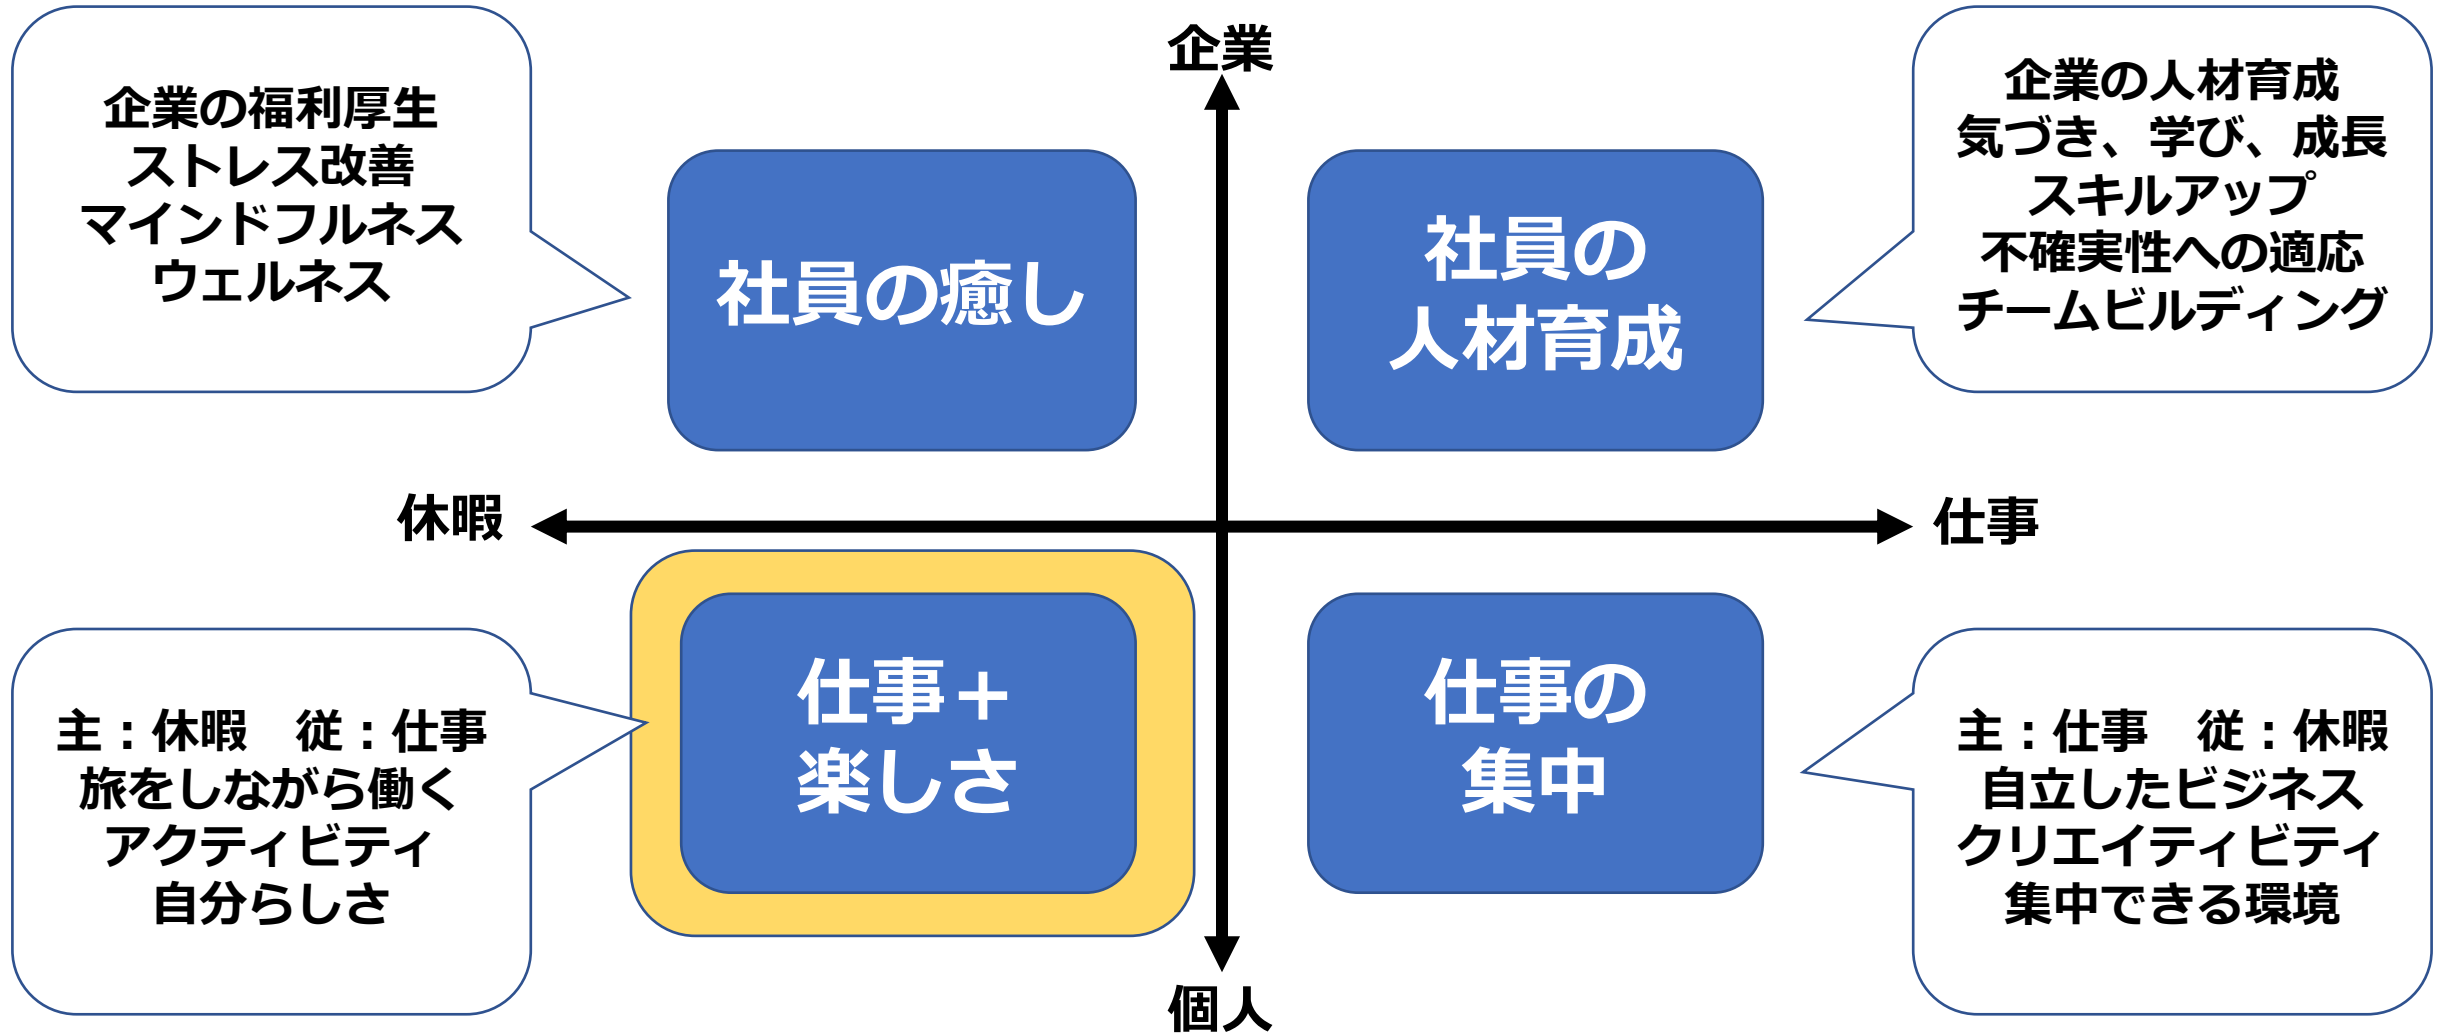 企業
企業の福利厚生
ストレス改善
マインドフルネス
ウェルネス
社員の癒し
社員の
人材育成
企業の人材育成
気づき、学び、成長
スキルアップ
不確実性への適応
チームビルディング
休暇
仕事
主：休暇　従：仕事
旅をしながら働く
アクティビティ
自分らしさ
仕事＋
楽しさ
仕事の
集中
主：仕事　従：休暇
自立したビジネス
クリエイティビティ
集中できる環境
個人